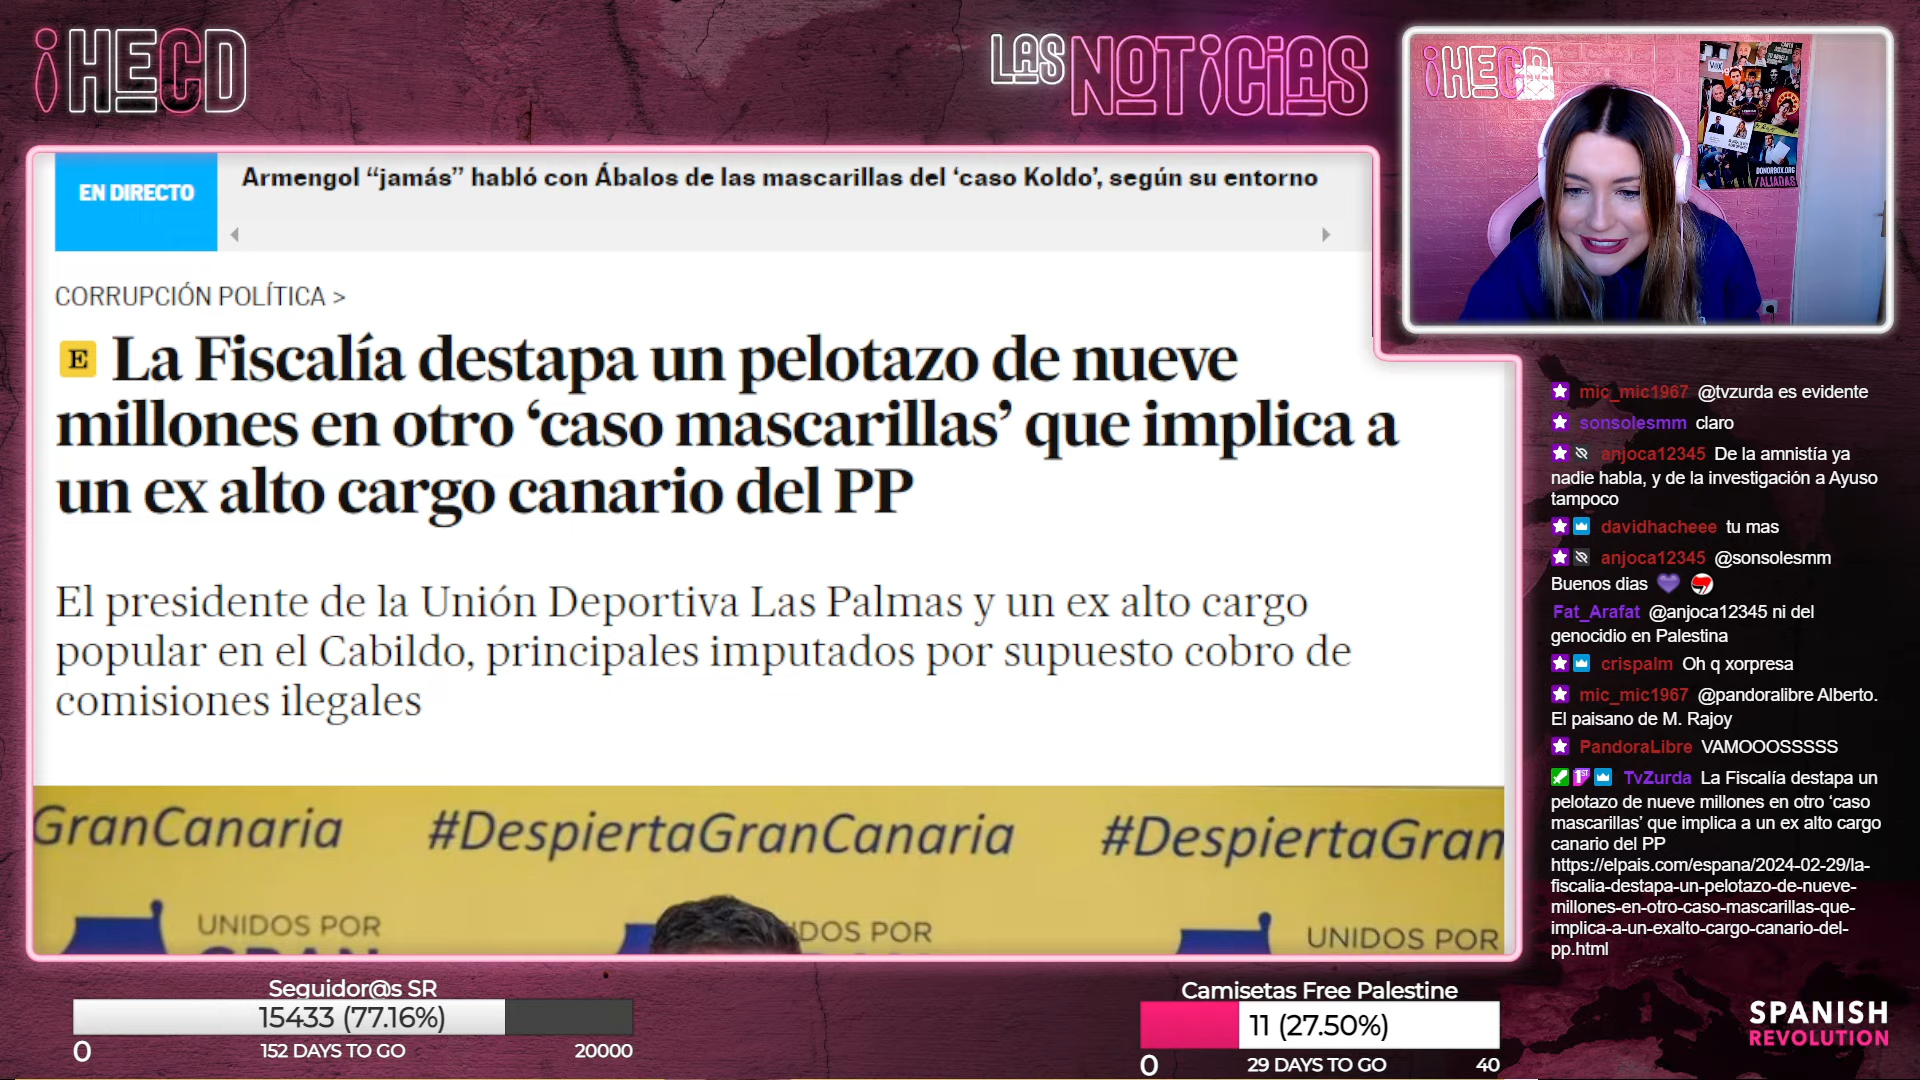 ¡HECD
LAS NOTICIAS
¡HECD
VOX
DONORBOX.ORG
/ALIADAS
EN DIRECTO
Armengol “jamás” habló con Ábalos de las mascarillas del ‘caso Koldo’, según su entorno
CORRUPCIÓN POLÍTICA >
E La Fiscalía destapa un pelotazo de nueve
millones en otro ‘caso mascarillas’ que implica a
un ex alto cargo canario del PP
El presidente de la Unión Deportiva Las Palmas y un ex alto cargo
popular en el Cabildo, principales imputados por supuesto cobro de
comisiones ilegales
GranCanaria #DespiertaGranCanaria #DespiertaGran
UNIDOS POR
GRAN
IDOS POR
UNIDOS POR
mic_mic1967 @tvzurda es evidente
sonsolesmm claro
anjoca12345 De la amnistía ya
nadie habla, y de la investigación a Ayuso
tampoco
davidhacheee tu mas
anjoca12345 @sonsolesmm
Buenos dias
Fat_Arafat @anjoca12345 ni del
genocidio en Palestina
crispalm Oh q xorpresa
mic_mic1967 @pandoralibre Alberto.
El paisano de M. Rajoy
PandoraLibre VAMOOOSSSSS
1ST TvZurda La Fiscalía destapa un
pelotazo de nueve millones en otro ‘caso
mascarillas’ que implica a un ex alto cargo
canario del PP
https://elpais.com/espana/2024-02-29/la-
fiscalia-destapa-un-pelotazo-de-nueve-
millones-en-otro-caso-mascarillas-que-
implica-a-un-exalto-cargo-canario-del-
pp.html
Seguidor@s SR
15433 (77.16%)
0 152 DAYS TO GO 20000
Camisetas Free Palestine
11 (27.50%)
0 29 DAYS TO GO 40
SPANISH
REVOLUTION